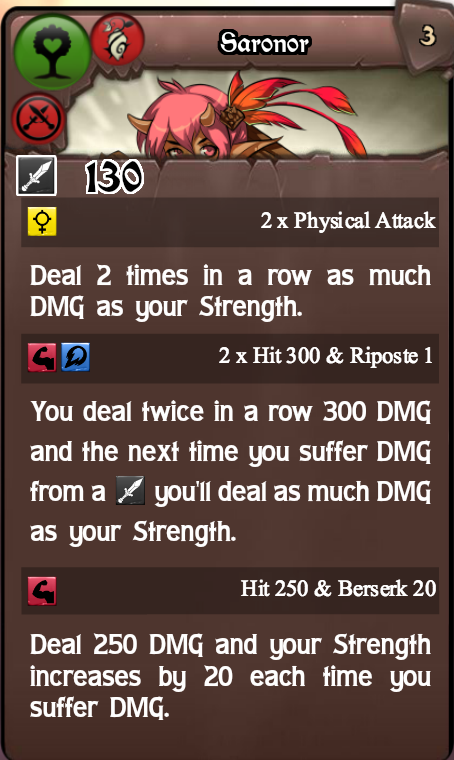 Saronor
3
130
2 x Physical Attack
Deal 2 times in a row as much
DMG as your Strength.
2 x Hit 300 & Riposte 1
You deal twice in a row 300 DMG
and the next time you suffer DMG
from a you'll deal as much DMG
as your Strength.
Hit 250 & Berserk 20
Deal 250 DMG and your Strength
increases by 20 each time you
suffer DMG.